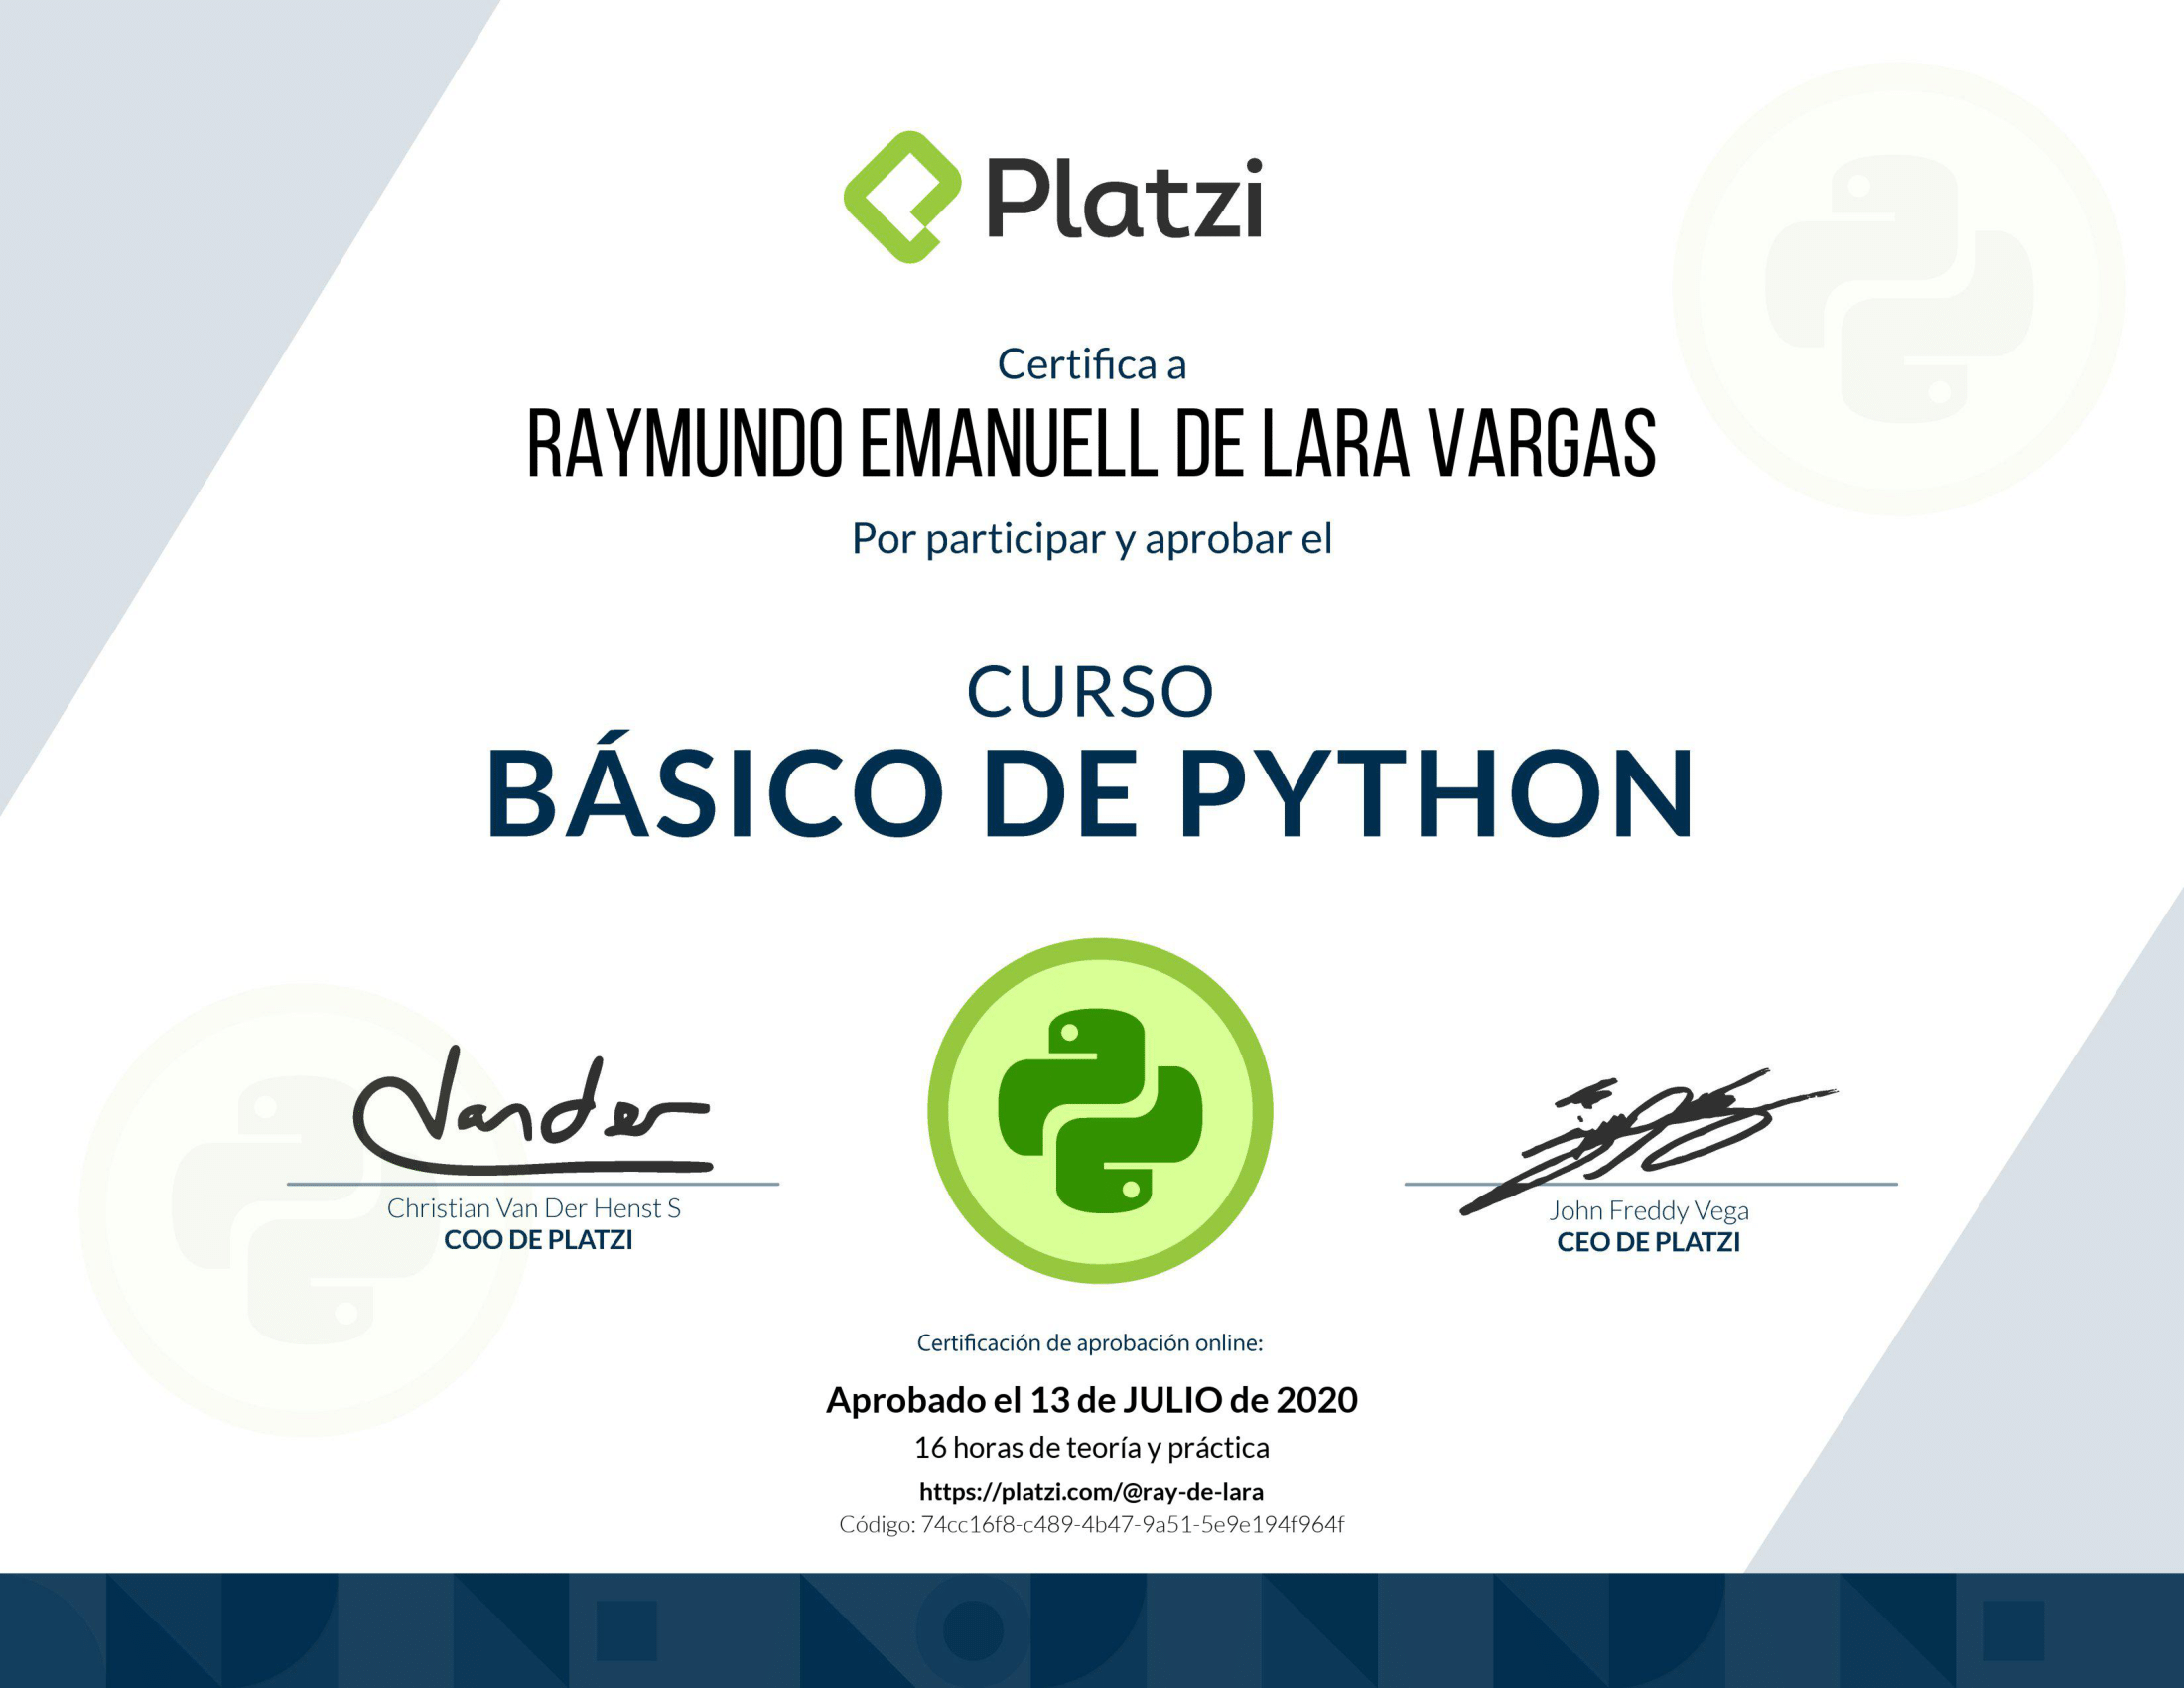 Platzi
Certifica a
RAYMUNDO EMANUELL DE LARA VARGAS
Por participar y aprobar el
CURSO
BÁSICO DE PYTHON
Vander
Christian Van Der Henst S
COO DE PLATZI
John Freddy Vega
CEO DE PLATZI
Certificación de aprobación online:
Aprobado el 13 de JULIO de 2020
16 horas de teoría y práctica
https://platzi.com/@ray-de-lara
Código: 74cc16f8-c489-4b47-9a51-5e9e194f964f